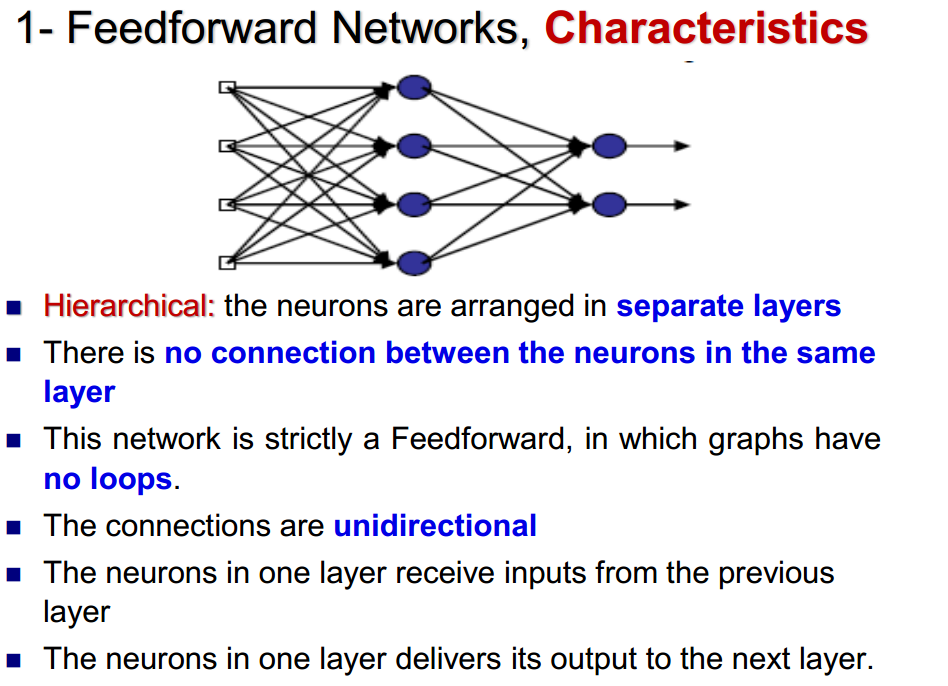 1- Feedforward Networks, Characteristics
■ Hierarchical: the neurons are arranged in separate layers
■ There is no connection between the neurons in the same
layer
■ This network is strictly a Feedforward, in which graphs have
no loops.
■ The connections are unidirectional
■ The neurons in one layer receive inputs from the previous
layer
■ The neurons in one layer delivers its output to the next layer.